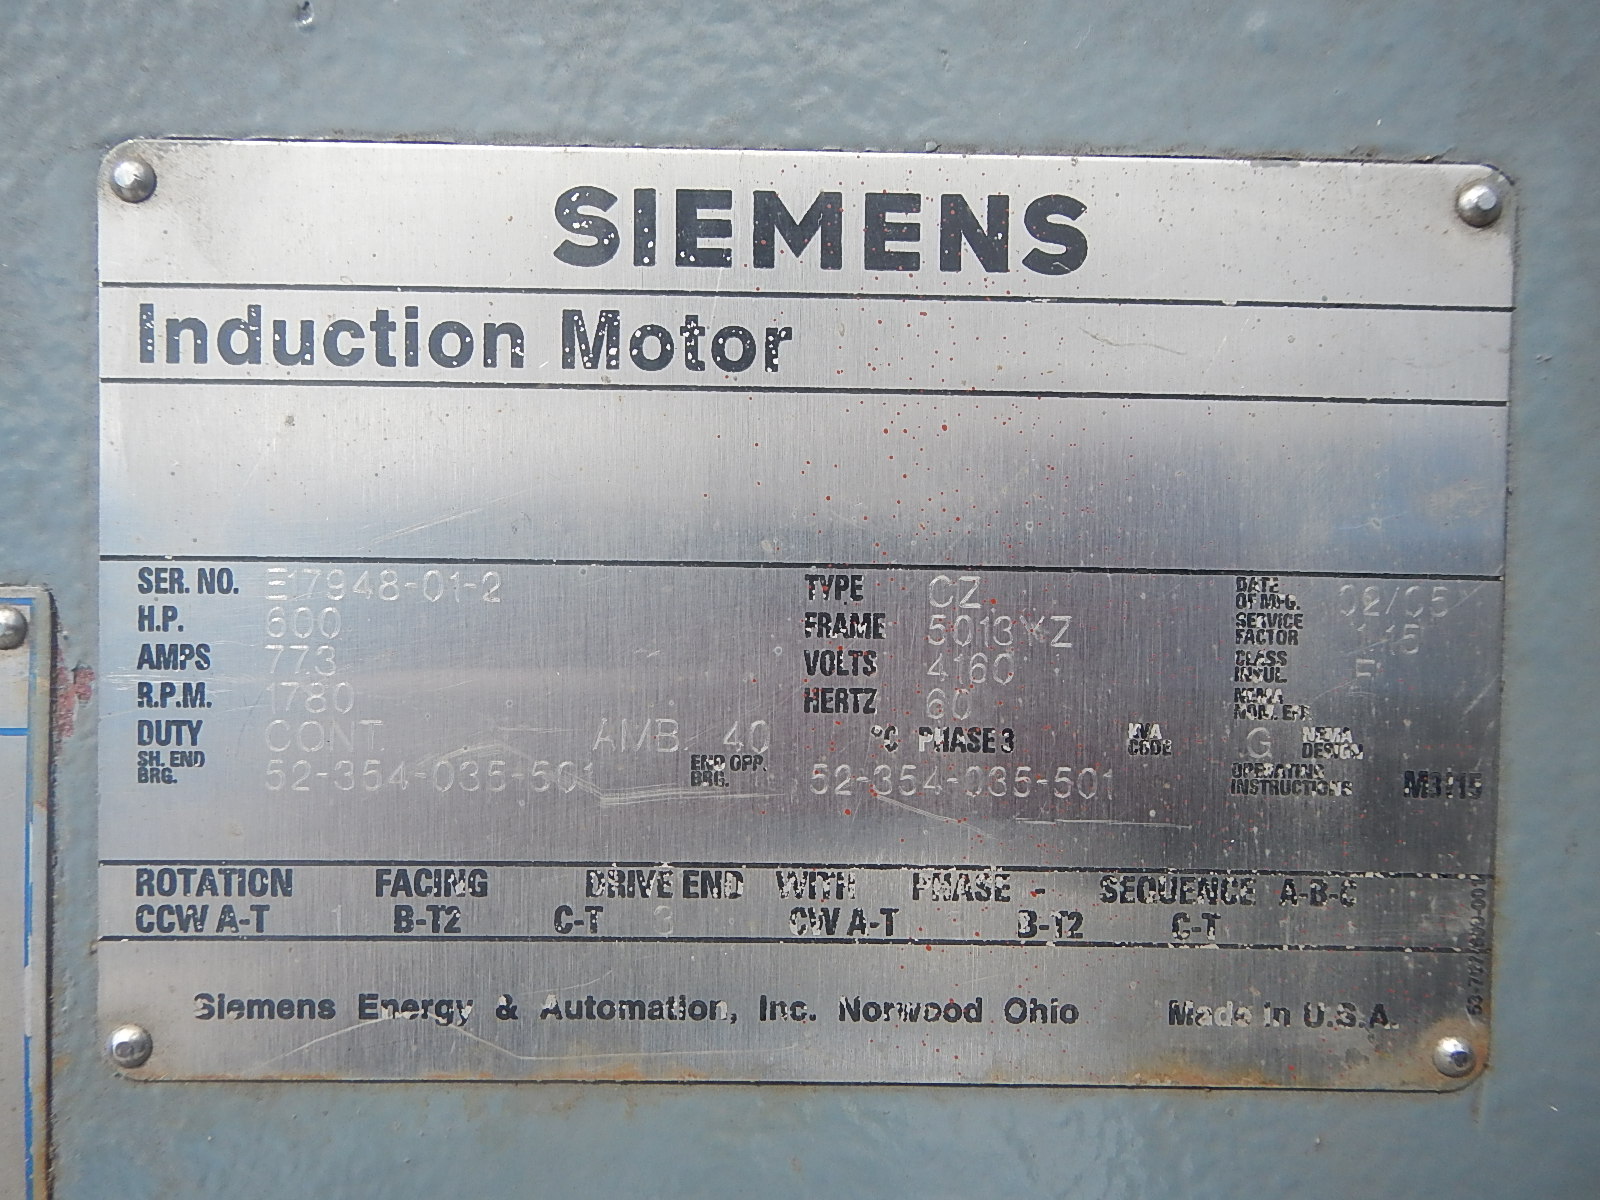 SIEMENS
Induction Motor
SER. NO. E17948-01-2 TYPE CZ DATE OF MFG. 02/05
H.P. 600 FRAME 5013YZ SERVICE FACTOR 1.15
AMPS 77.3 VOLTS 4160 CLASS INSUL. F
R.P.M. 1780 HERTZ 60 NEMA NOM. EFF.
DUTY CONT. AMB. 40 °C PHASE 3 KVA CODE G NEMA DESIGN
SH. END BRG. 52-354-035-501 END OPP. BRG. 52-354-035-501 OPERATING INSTRUCTIONS
ROTATION FACING DRIVE END WITH PHASE - SEQUENCE A-B-C
CCW A-T 1 B-T2 C-T 3 CW A-T B-T2 C-T 1
Siemens Energy & Automation, Inc. Norwood Ohio Made in U.S.A.